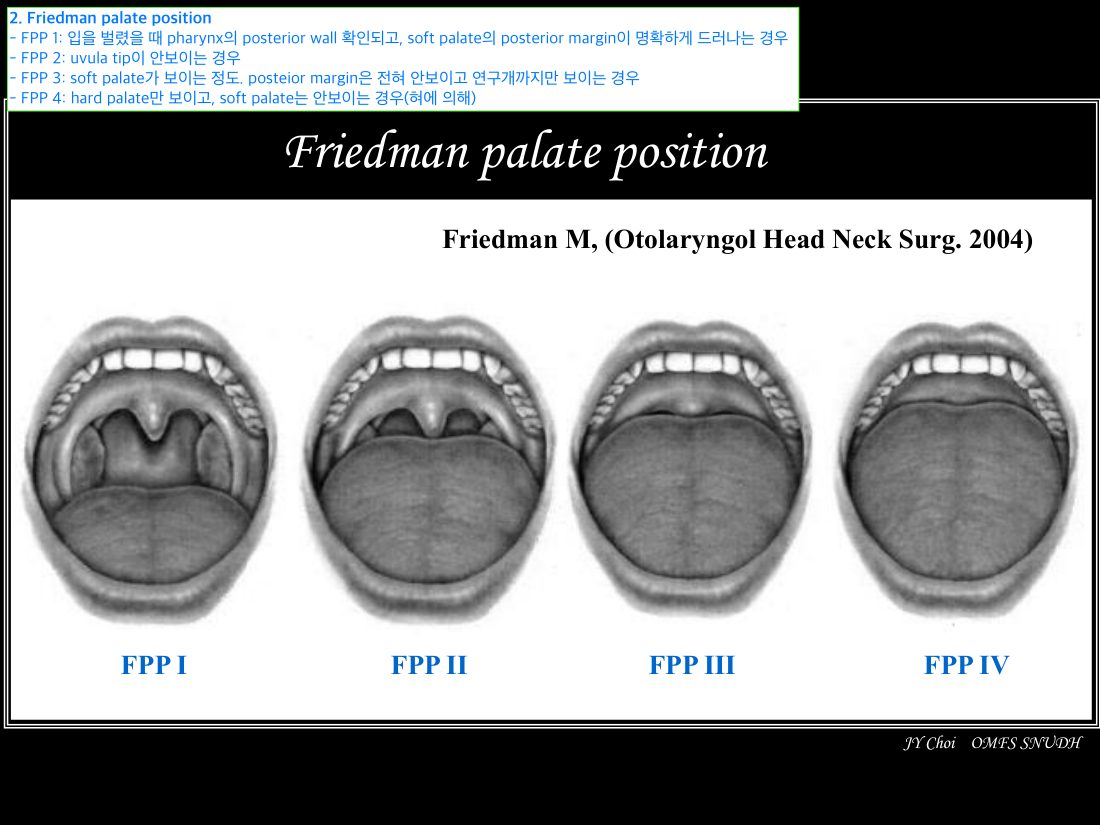 2. Friedman palate position
- FPP 1: 입을 벌렸을 때 pharynx의 posterior wall 확인되고, soft palate의 posterior margin이 명확하게 드러나는 경우
- FPP 2: uvula tip이 안보이는 경우
- FPP 3: soft palate가 보이는 정도. posteior margin은 전혀 안보이고 연구개까지만 보이는 경우
- FPP 4: hard palate만 보이고, soft palate는 안보이는 경우(혀에 의해)
Friedman palate position
Friedman M, (Otolaryngol Head Neck Surg. 2004)
FPP I FPP II FPP III FPP IV
JY Choi OMFS SNUDH